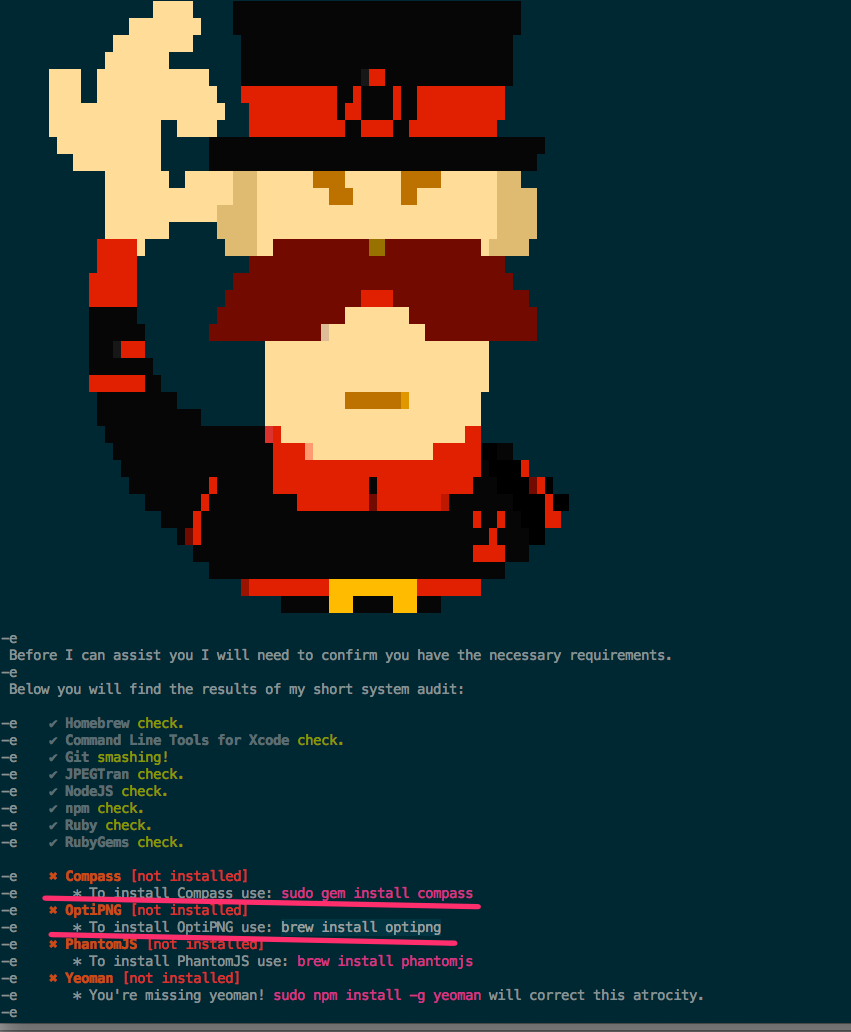 –e
Before I can assist you I will need to confirm you have the necessary requirements.
–e
Below you will find the results of my short system audit:
–e ✔ Homebrew check.
–e ✔ Command Line Tools for Xcode check.
–e ✔ Git smashing!
–e ✔ JPEGTran check.
–e ✔ NodeJS check.
–e ✔ npm check.
–e ✔ Ruby check.
–e ✔ RubyGems check.
–e ✖ Compass [not installed]
–e * To install Compass use: sudo gem install compass
–e ✖ OptiPNG [not installed]
–e * To install OptiPNG use: brew install optipng
–e ✖ PhantomJS [not installed]
–e * To install PhantomJS use: brew install phantomjs
–e ✖ Yeoman [not installed]
–e * You're missing yeoman! sudo npm install –g yeoman will correct this atrocity.
–e